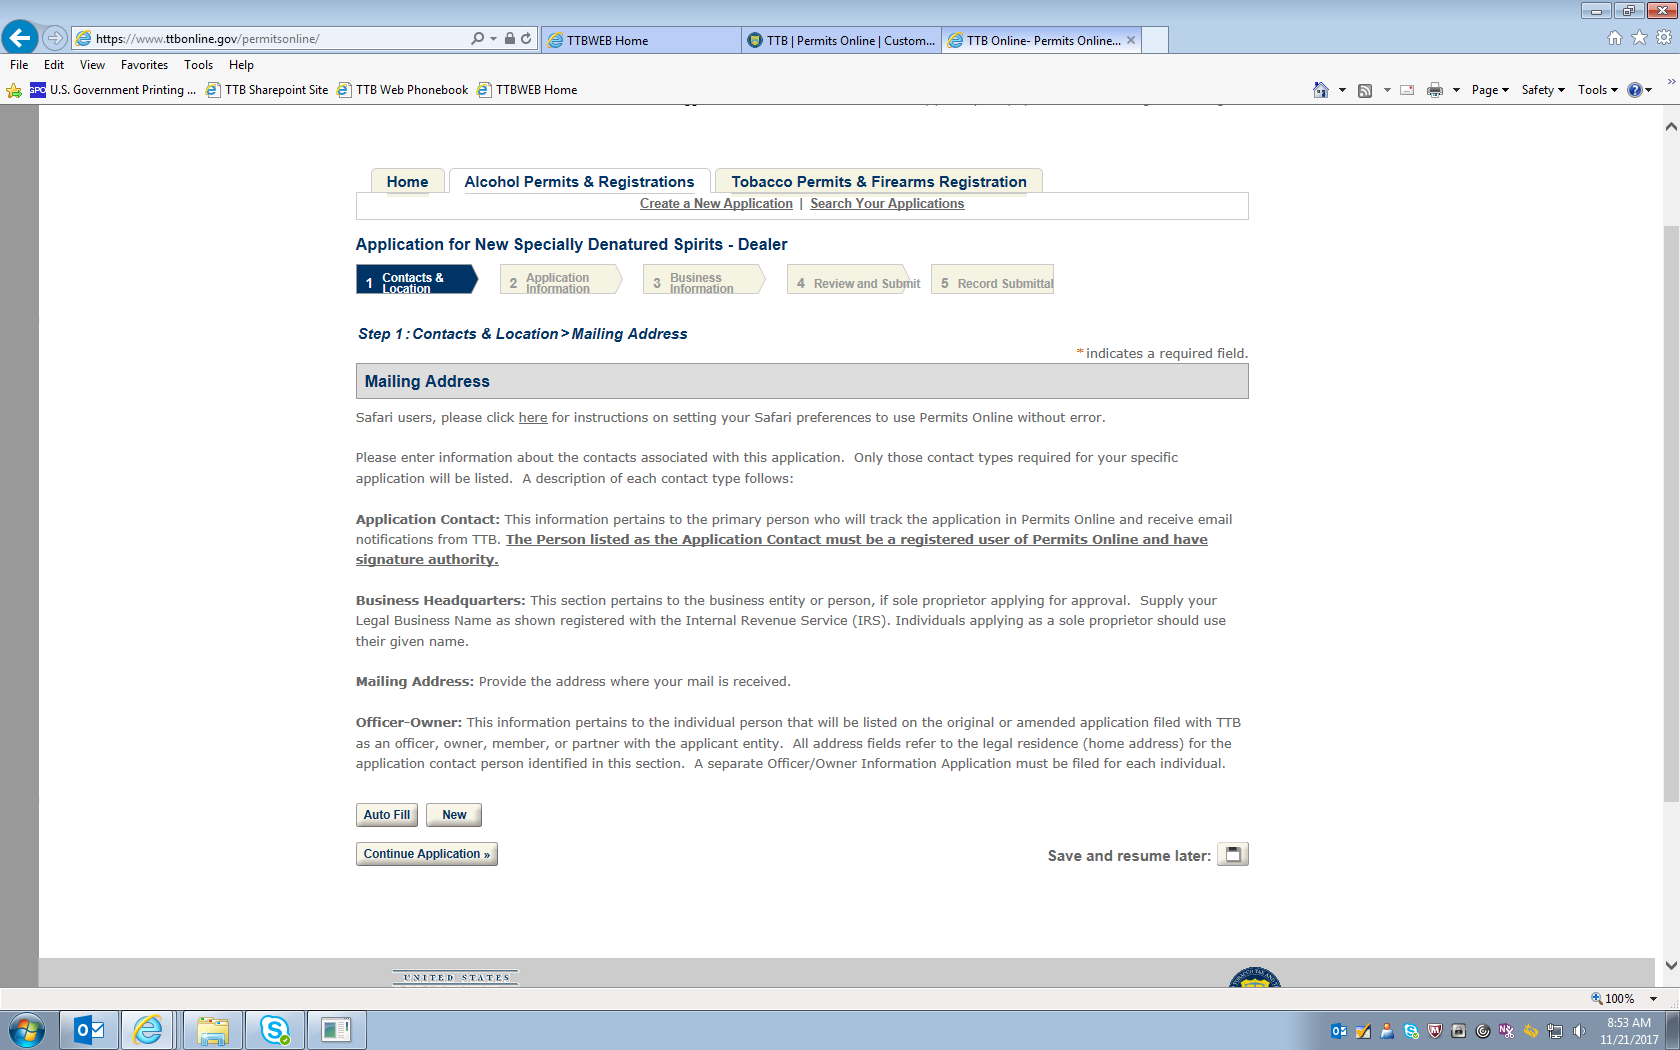 https://www.ttbonline.gov/permitsonline/
TTBWEB Home
TTB | Permits Online | Custom...
TTB Online- Permits Online...
File Edit View Favorites Tools Help
GPO U.S. Government Printing ... TTB Sharepoint Site TTB Web Phonebook TTBWEB Home
Page Safety Tools
Home Alcohol Permits & Registrations Tobacco Permits & Firearms Registration
Create a New Application | Search Your Applications
Application for New Specially Denatured Spirits - Dealer
1 Contacts & Location
2 Application Information
3 Business Information
4 Review and Submit
5 Record Submittal
Step 1: Contacts & Location > Mailing Address
* indicates a required field.
Mailing Address
Safari users, please click here for instructions on setting your Safari preferences to use Permits Online without error.
Please enter information about the contacts associated with this application.  Only those contact types required for your specific
application will be listed.  A description of each contact type follows:
Application Contact: This information pertains to the primary person who will track the application in Permits Online and receive email
notifications from TTB. The Person listed as the Application Contact must be a registered user of Permits Online and have
signature authority.
Business Headquarters: This section pertains to the business entity or person, if sole proprietor applying for approval.  Supply your
Legal Business Name as shown registered with the Internal Revenue Service (IRS). Individuals applying as a sole proprietor should use
their given name.
Mailing Address: Provide the address where your mail is received.
Officer-Owner: This information pertains to the individual person that will be listed on the original or amended application filed with TTB
as an officer, owner, member, or partner with the applicant entity.  All address fields refer to the legal residence (home address) for the
application contact person identified in this section.  A separate Officer/Owner Information Application must be filed for each individual.
Auto Fill New
Continue Application »
Save and resume later:
UNITED STATES
100%
8:53 AM
11/21/2017